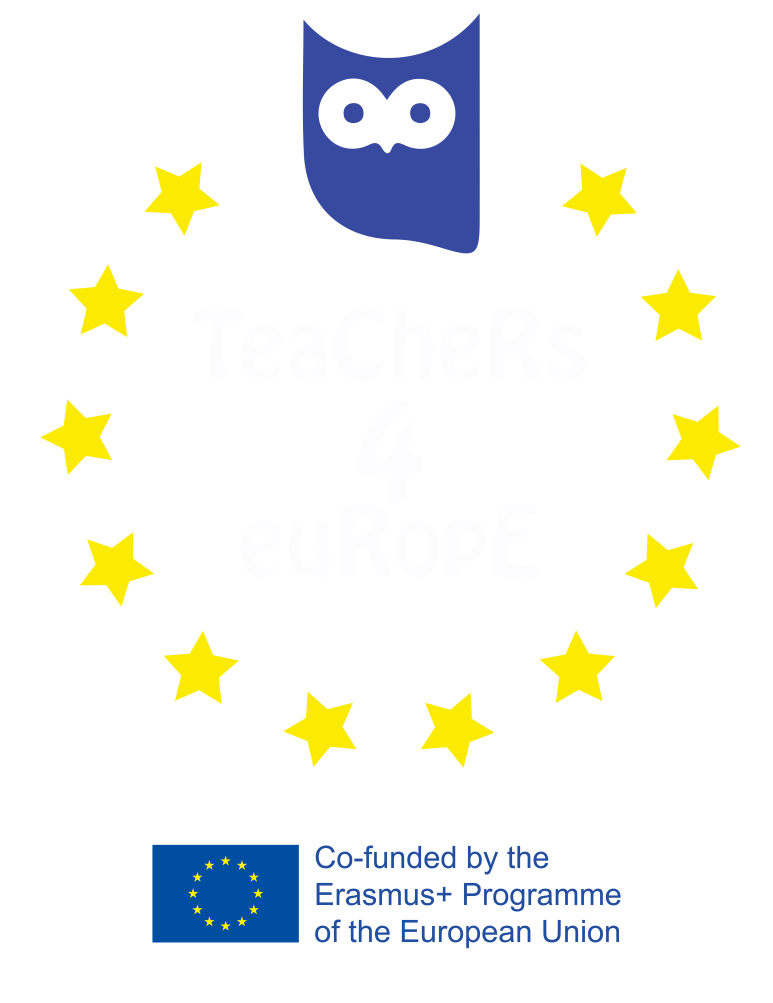 TeaCheRs
4
euRopE
Co-funded by the
Erasmus+ Programme
of the European Union